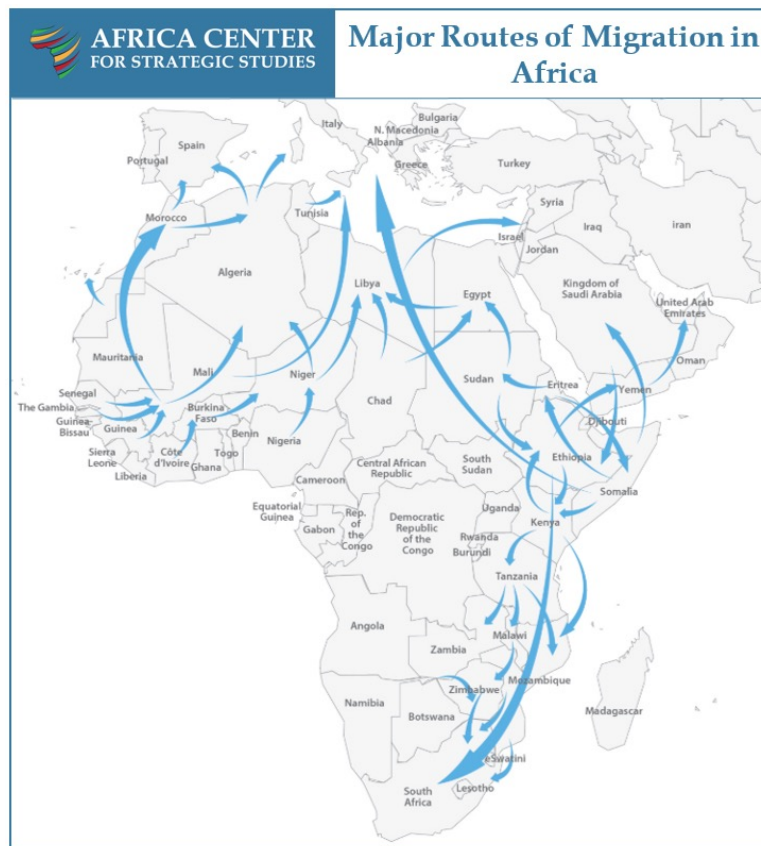 AFRICA CENTER
FOR STRATEGIC STUDIES
Major Routes of Migration in
Africa
Italy
Bulgaria
N. Macedonia
Albania
Spain
Portugal
Greece
Turkey
Syria
Tunisia
Morocco
Iraq
iran
Israel
Jordan
Algeria
Libya
Egypt
Kingdom of
Saudi Arabia
United Arab
Emirates
Oman
Mauritania
Mali
Niger
Chad
Sudan
Eritrea
Yemen
Senegal
The Gambia
Guinea-
Bissau
Guinea
Burkina
Faso
Djibouti
Sierra
Leone
Liberia
Côte
d'Ivoire
Ghana
Togo
Benin
Nigeria
Ethiopia
Central African
Republic
South
Sudan
Somalia
Cameroon
Equatorial
Guinea
Gabon
Rep.
of the
Congo
Democratic
Republic
of the Congo
Uganda
Kenya
Rwanda
Burundi
Tanzania
Angola
Malawi
Zambia
Mozambique
Zimbabwe
Namibia
Botswana
Madagascar
eSwatini
South
Africa
Lesotho